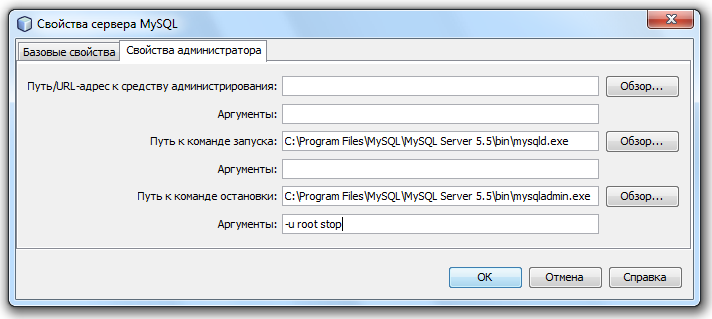 Свойства сервера MySQL
Базовые свойства Свойства администратора
Путь/URL-адрес к средству администрирования: Обзор...
Аргументы:
Путь к команде запуска: C:\Program Files\MySQL\MySQL Server 5.5\bin\mysqld.exe
Аргументы:
Путь к команде остановки: C:\Program Files\MySQL\MySQL Server 5.5\bin\mysqladmin.exe Обзор...
Аргументы: -u root stop
OK Отмена Справка